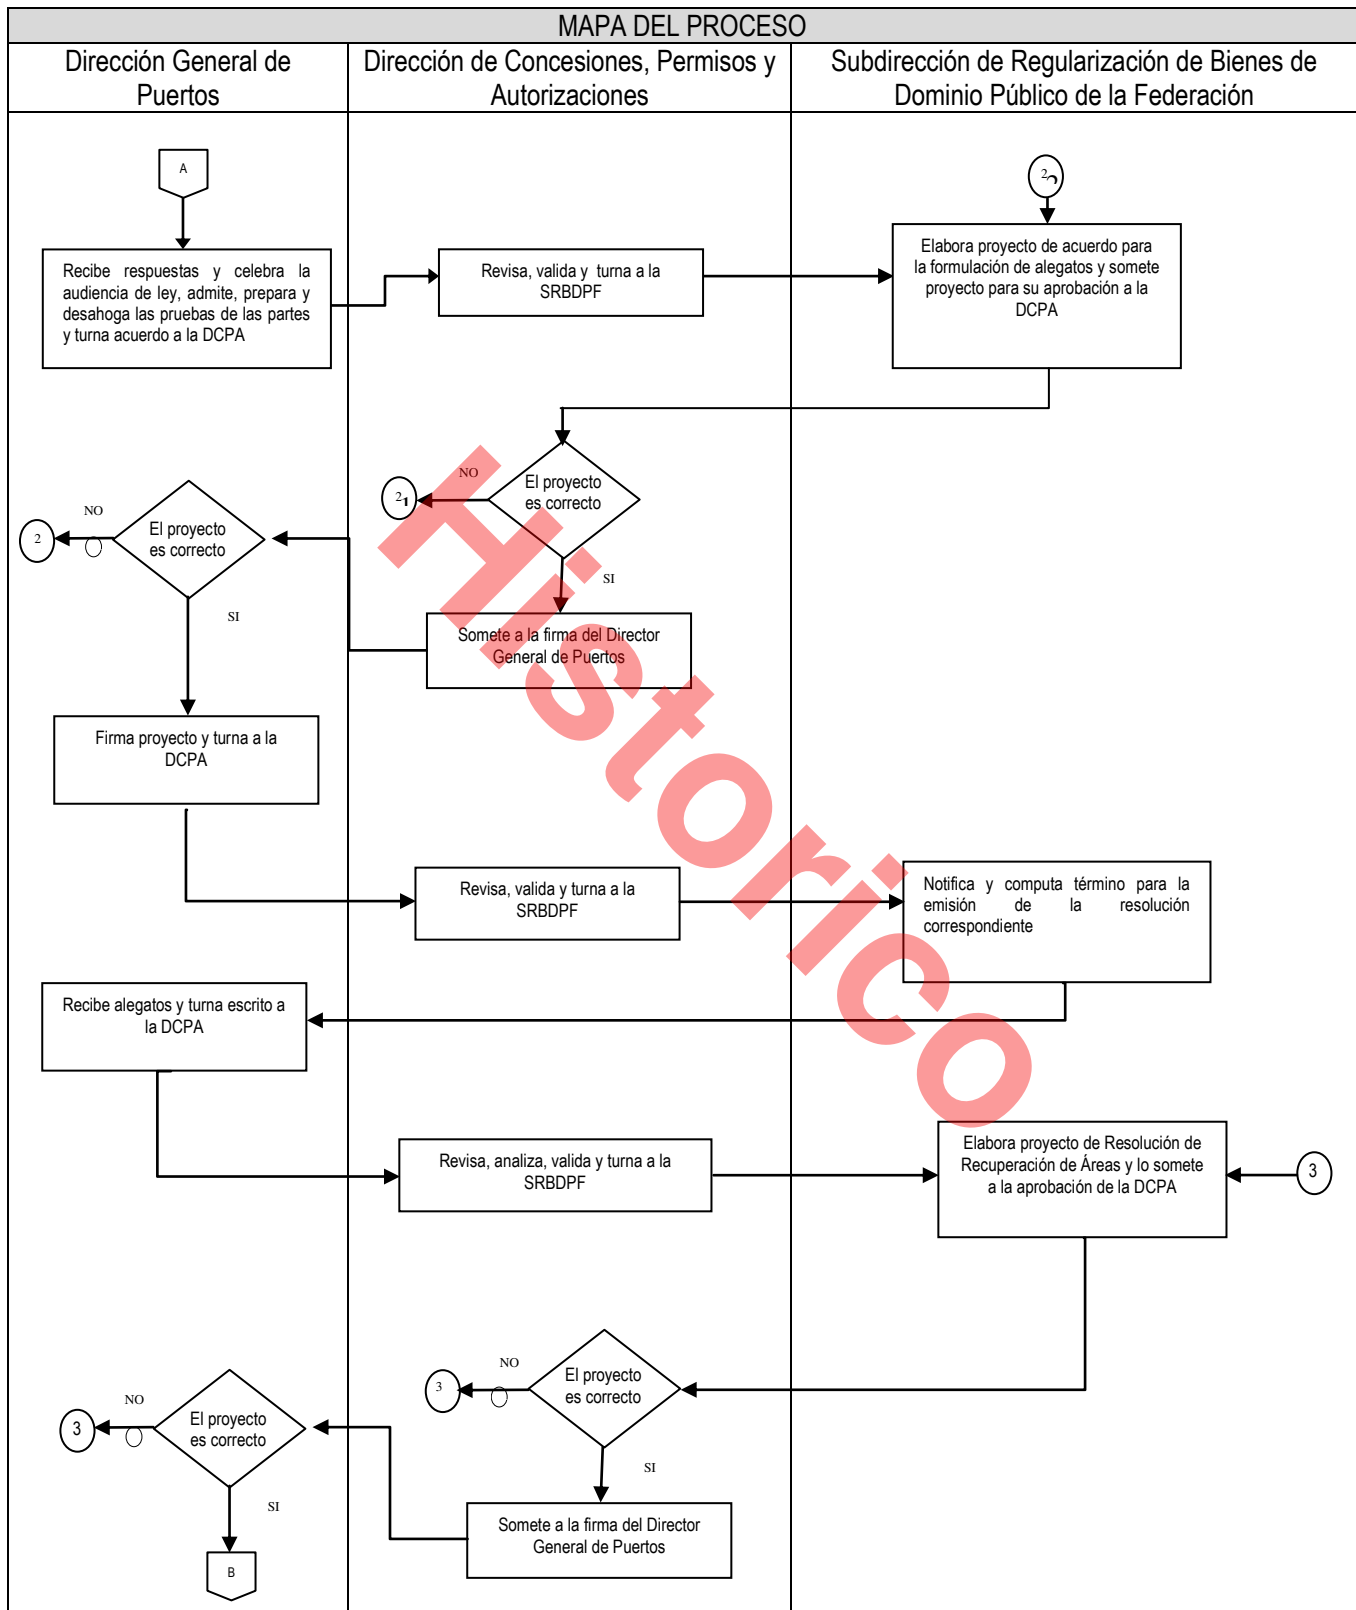 MAPA DEL PROCESO
Dirección General de
Puertos
Dirección de Concesiones, Permisos y
Autorizaciones
Subdirección de Regularización de Bienes de
Dominio Público de la Federación
A
2
Recibe respuestas y celebra la
audiencia de ley, admite, prepara y
desahoga las pruebas de las partes
y turna acuerdo a la DCPA
Revisa, valida y turna a la
SRBDPF
Elabora proyecto de acuerdo para
la formulación de alegatos y somete
proyecto para su aprobación a la
DCPA
El proyecto
es correcto
NO
2
SI
El proyecto
es correcto
NO
2
SI
Somete a la firma del Director
General de Puertos
Firma proyecto y turna a la
DCPA
Revisa, valida y turna a la
SRBDPF
Notifica y computa término para la
emisión de la resolución
correspondiente
Recibe alegatos y turna escrito a
la DCPA
Revisa, analiza, valida y turna a la
SRBDPF
Elabora proyecto de Resolución de
Recuperación de Áreas y lo somete
a la aprobación de la DCPA
3
El proyecto
es correcto
NO
3
SI
El proyecto
es correcto
NO
3
SI
Somete a la firma del Director
General de Puertos
B
Historico